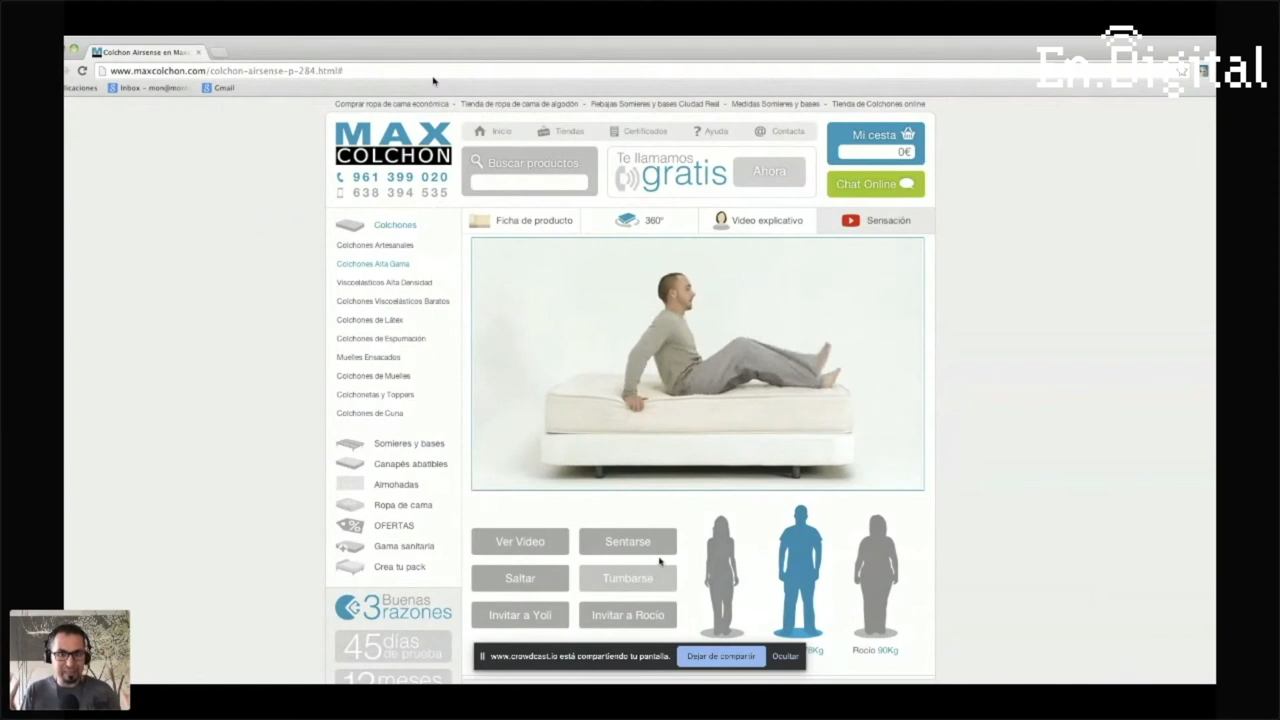 En.Digital
Colchon Airsense en Max
www.maxcolchon.com/colchon-airsense-p-284.html#
licaciones
Inbox – mon@mon
Gmail
Comprar ropa de cama económica - Tienda de ropa de cama de algodón - Rebajas Somieres y bases Ciudad Real - Medidas Somieres y bases - Tienda de Colchones online
MAX
COLCHON
961 399 020
638 394 535
Inicio
Tiendas
Certificados
Ayuda
Contacta
Buscar productos
Te llamamos
gratis
Ahora
Mi cesta
0€
Chat Online
Ficha de producto
360°
Video explicativo
Sensación
Colchones
Colchones Artesanales
Colchones Alta Gama
Viscoelásticos Alta Densidad
Colchones Viscoelásticos Baratos
Colchones de Látex
Colchones de Espumación
Muelles Ensacados
Colchones de Muelles
Colchonetas y Toppers
Colchones de Cuna
Somieres y bases
Canapés abatibles
Almohadas
Ropa de cama
OFERTAS
Gama sanitaria
Crea tu pack
3 Buenas
razones
45 días
de prueba
12 meses
Ver Video
Sentarse
Saltar
Tumbarse
Invitar a Yoli
Invitar a Rocio
8Kg
Rocio 90Kg
www.crowdcast.io está compartiendo tu pantalla.
Dejar de compartir
Ocultar